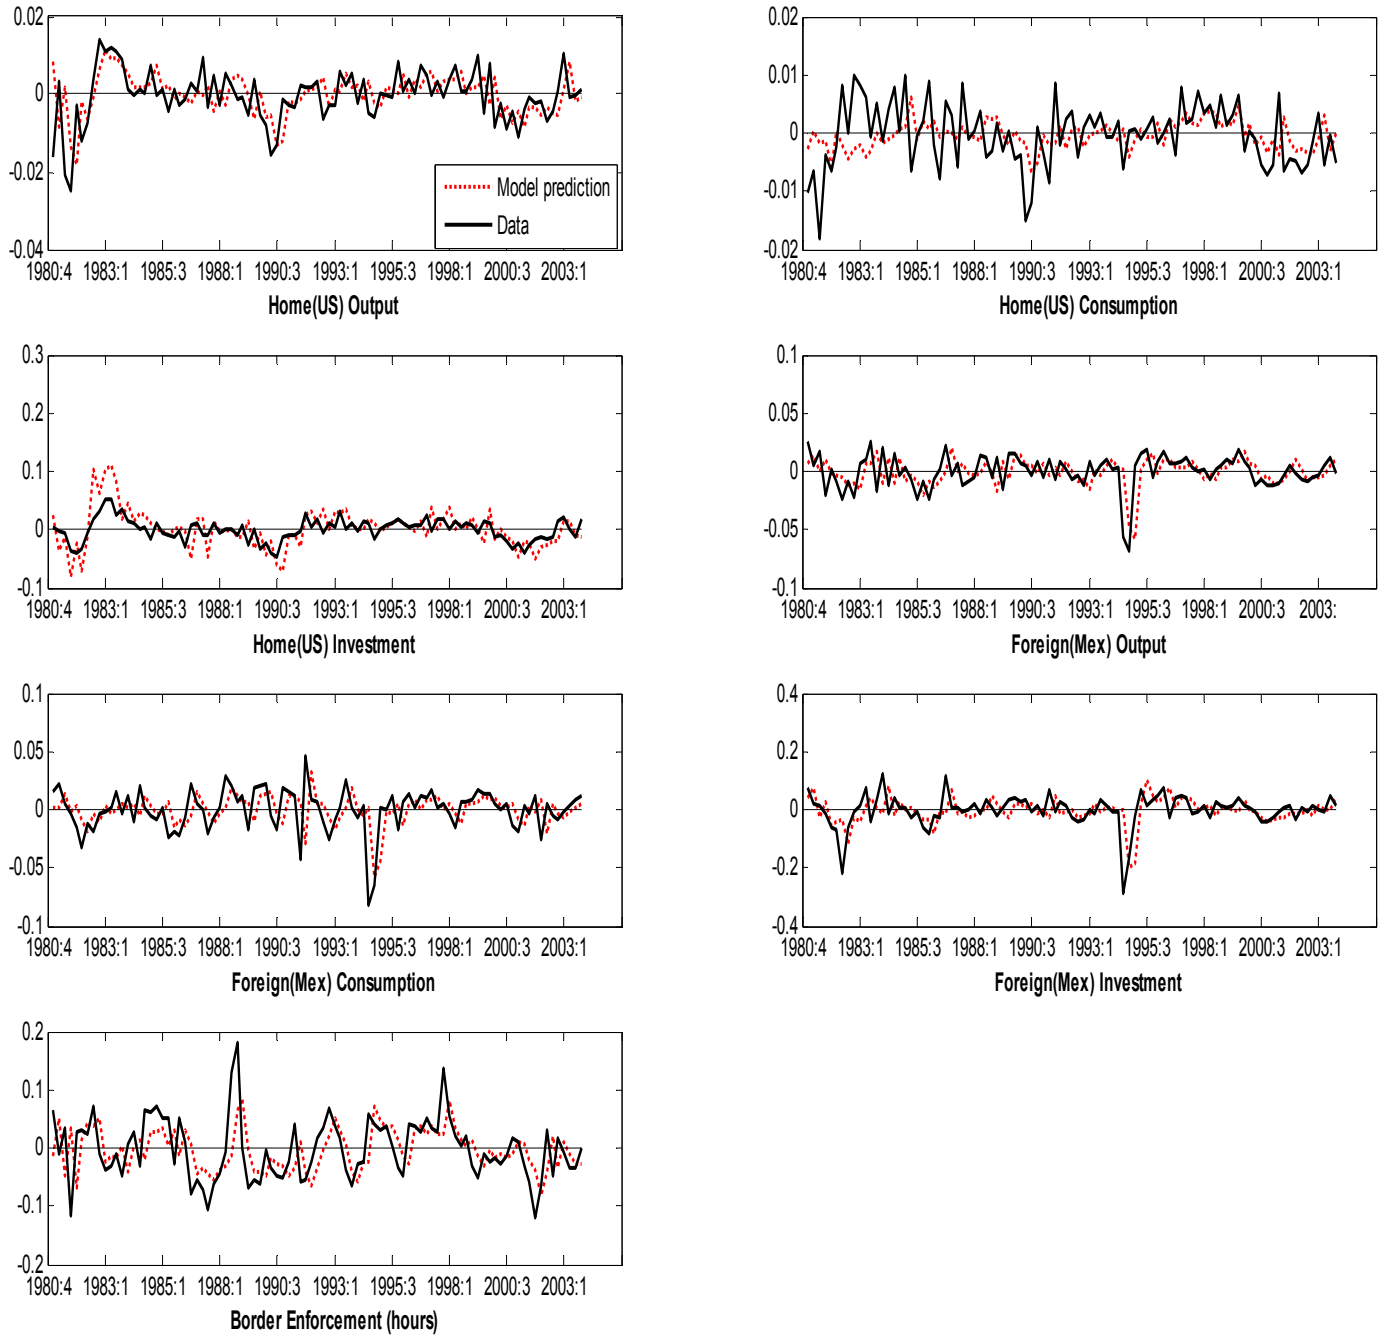 0.02
0
-0.02
-0.04
1980:4 1983:1 1985:3 1988:1 1990:3 1993:1 1995:3 1998:1 2000:3 2003:1
Home(US) Output
Model prediction
Data
0.02
0.01
0
-0.01
-0.02
1980:4 1983:1 1985:3 1988:1 1990:3 1993:1 1995:3 1998:1 2000:3 2003:1
Home(US) Consumption
0.3
0.2
0.1
0
-0.1
1980:4 1983:1 1985:3 1988:1 1990:3 1993:1 1995:3 1998:1 2000:3 2003:1
Home(US) Investment
0.1
0.05
0
-0.05
-0.1
1980:4 1983:1 1985:3 1988:1 1990:3 1993:1 1995:3 1998:1 2000:3 2003:
Foreign(Mex) Output
0.1
0.05
0
-0.05
-0.1
1980:4 1983:1 1985:3 1988:1 1990:3 1993:1 1995:3 1998:1 2000:3 2003:1
Foreign(Mex) Consumption
0.4
0.2
0
-0.2
-0.4
1980:4 1983:1 1985:3 1988:1 1990:3 1993:1 1995:3 1998:1 2000:3 2003:1
Foreign(Mex) Investment
0.2
0.1
0
-0.1
-0.2
1980:4 1983:1 1985:3 1988:1 1990:3 1993:1 1995:3 1998:1 2000:3 2003:1
Border Enforcement (hours)